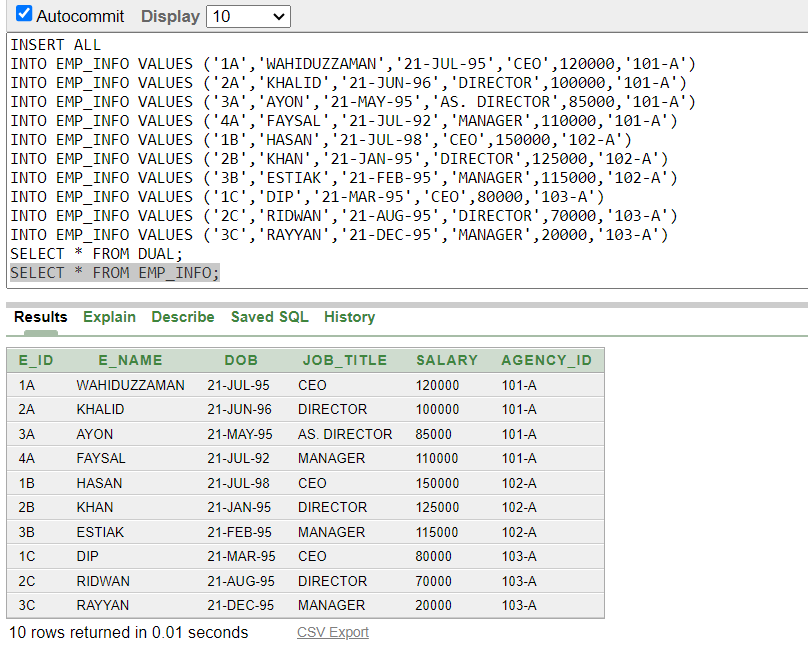 Autocommit Display 10
INSERT ALL
INTO EMP_INFO VALUES ('1A','WAHIDUZZAMAN','21-JUL-95','CEO',120000,'101-A')
INTO EMP_INFO VALUES ('2A','KHALID','21-JUN-96','DIRECTOR',100000,'101-A')
INTO EMP_INFO VALUES ('3A','AYON','21-MAY-95','AS. DIRECTOR',85000,'101-A')
INTO EMP_INFO VALUES ('4A','FAYSAL','21-JUL-92','MANAGER',110000,'101-A')
INTO EMP_INFO VALUES ('1B','HASAN','21-JUL-98','CEO',150000,'102-A')
INTO EMP_INFO VALUES ('2B','KHAN','21-JAN-95','DIRECTOR',125000,'102-A')
INTO EMP_INFO VALUES ('3B','ESTIAK','21-FEB-95','MANAGER',115000,'102-A')
INTO EMP_INFO VALUES ('1C','DIP','21-MAR-95','CEO',80000,'103-A')
INTO EMP_INFO VALUES ('2C','RIDWAN','21-AUG-95','DIRECTOR',70000,'103-A')
INTO EMP_INFO VALUES ('3C','RAYYAN','21-DEC-95','MANAGER',20000,'103-A')
SELECT * FROM DUAL;
SELECT * FROM EMP_INFO;
Results Explain Describe Saved SQL History
E_ID E_NAME DOB JOB_TITLE SALARY AGENCY_ID
1A WAHIDUZZAMAN 21-JUL-95 CEO 120000 101-A
2A KHALID 21-JUN-96 DIRECTOR 100000 101-A
3A AYON 21-MAY-95 AS. DIRECTOR 85000 101-A
4A FAYSAL 21-JUL-92 MANAGER 110000 101-A
1B HASAN 21-JUL-98 CEO 150000 102-A
2B KHAN 21-JAN-95 DIRECTOR 125000 102-A
3B ESTIAK 21-FEB-95 MANAGER 115000 102-A
1C DIP 21-MAR-95 CEO 80000 103-A
2C RIDWAN 21-AUG-95 DIRECTOR 70000 103-A
3C RAYYAN 21-DEC-95 MANAGER 20000 103-A
10 rows returned in 0.01 seconds CSV Export